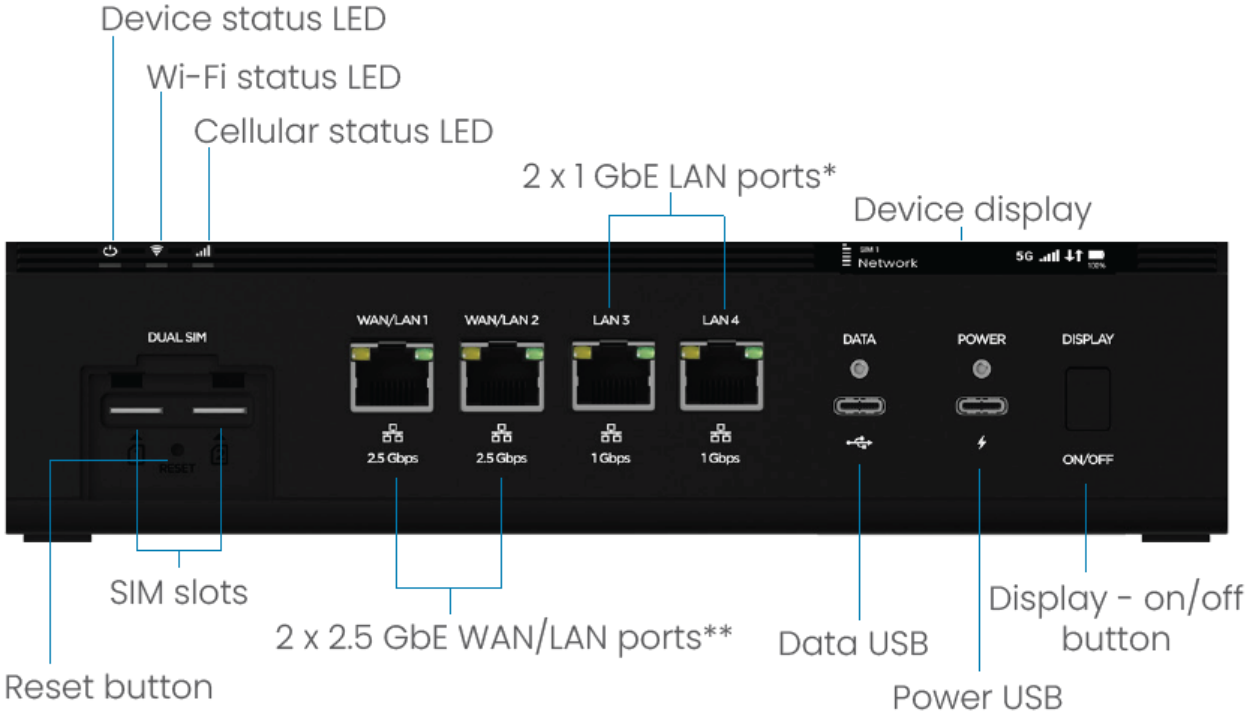 Device status LED
Wi-Fi status LED
Cellular status LED
2 x 1 GbE LAN ports*
Device display
SIM 1
Network
5G
100%
DUAL SIM
WAN/LAN 1
WAN/LAN 2
LAN 3
LAN 4
DATA
POWER
DISPLAY
RESET
2.5 Gbps
2.5 Gbps
1 Gbps
1 Gbps
ON/OFF
SIM slots
2 x 2.5 GbE WAN/LAN ports**
Data USB
Display - on/off
button
Reset button
Power USB